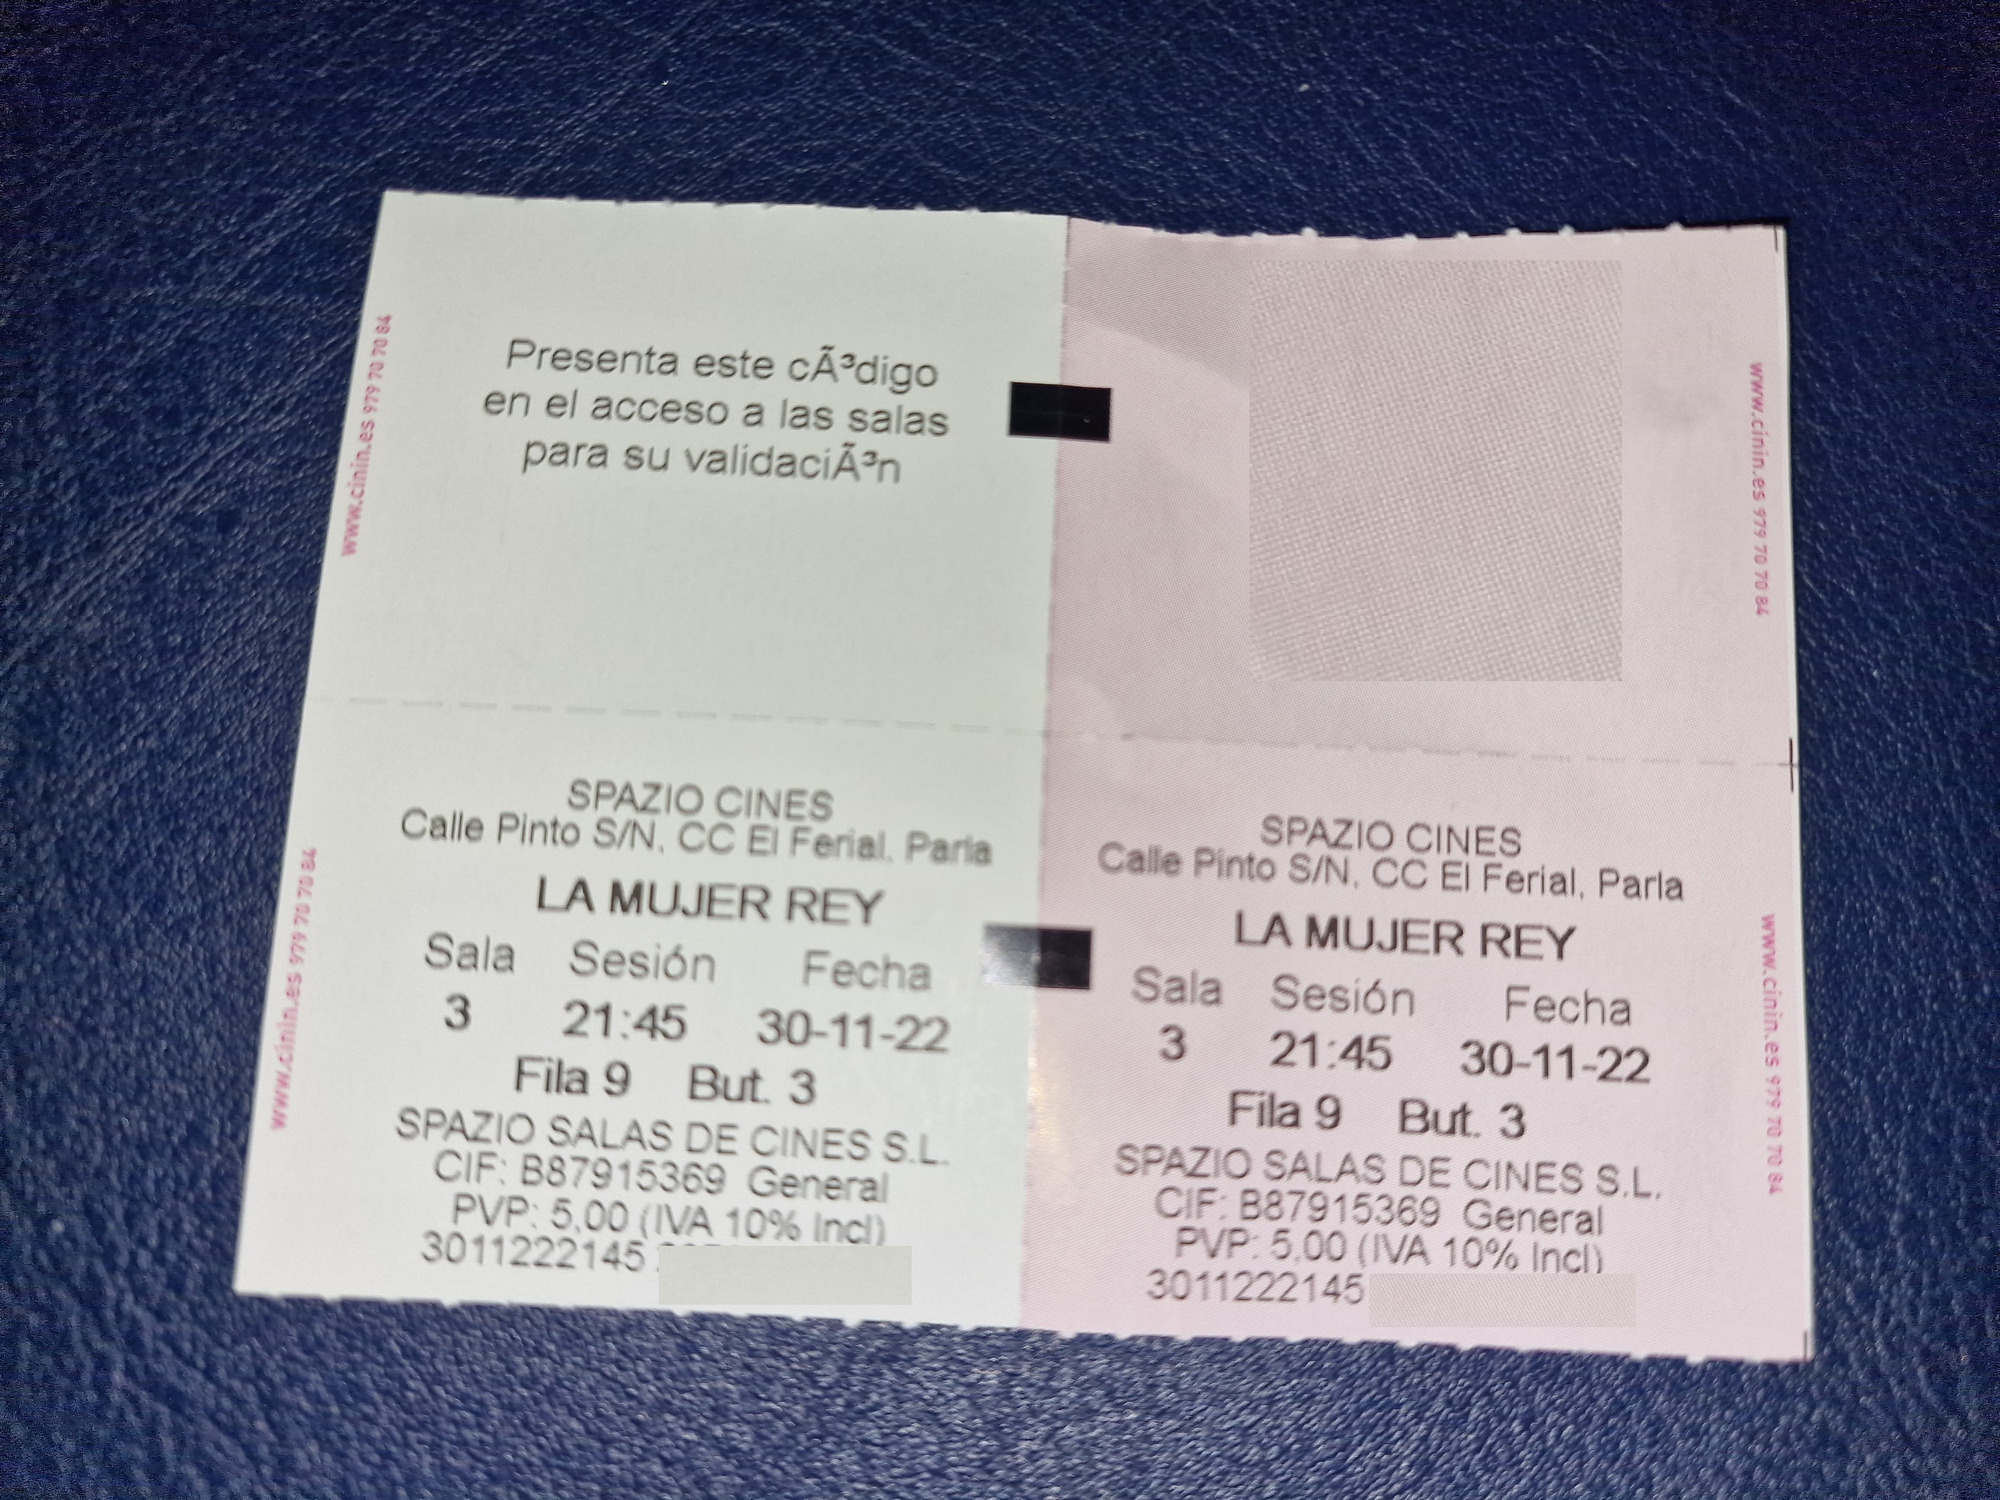 Presenta este cÃ³digo
en el acceso a las salas
para su validaciÃ³n
www.cinin.es 979 70 70 84
SPAZIO CINES
Calle Pinto S/N. CC El Ferial. Parla
LA MUJER REY
Sala Sesión Fecha
3 21:45 30-11-22
Fila 9 But. 3
SPAZIO SALAS DE CINES S.L.
CIF: B87915369 General
PVP: 5,00 (IVA 10% Incl)
3011222145
www.cinin.es 979 70 70 84
www.cinin.es 979 70 70 84
SPAZIO CINES
Calle Pinto S/N. CC El Ferial. Parla
LA MUJER REY
Sala Sesión Fecha
3 21:45 30-11-22
Fila 9 But. 3
SPAZIO SALAS DE CINES S.L.
CIF: B87915369 General
PVP: 5,00 (IVA 10% Incl)
3011222145
www.cinin.es 979 70 70 84